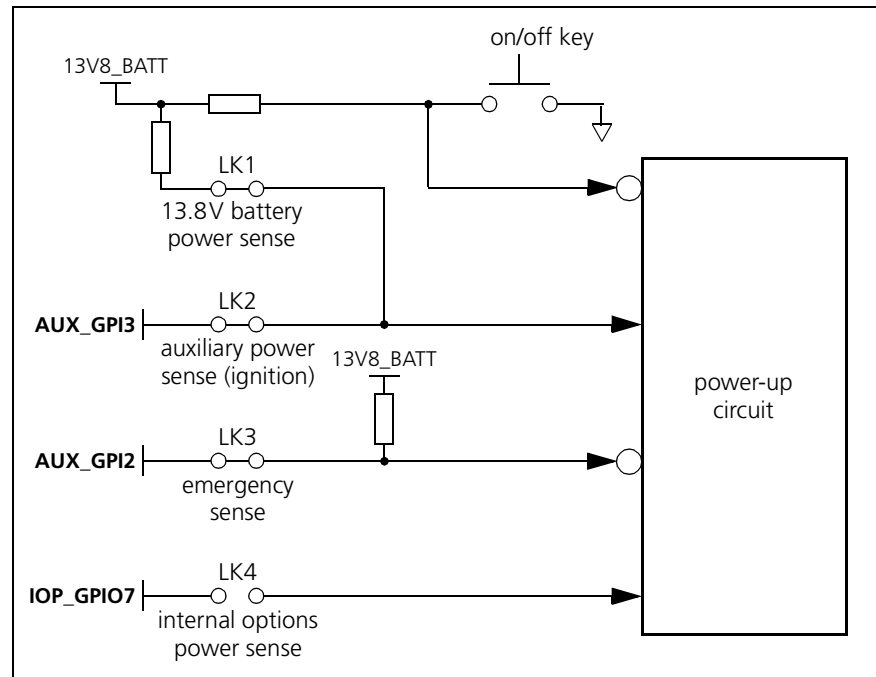 on/off key
13V8_BATT
LK1
13.8V battery
power sense
LK2
AUX_GPI3
auxiliary power
sense (ignition)
13V8_BATT
power-up
circuit
LK3
AUX_GPI2
emergency
sense
LK4
IOP_GPIO7
internal options
power sense